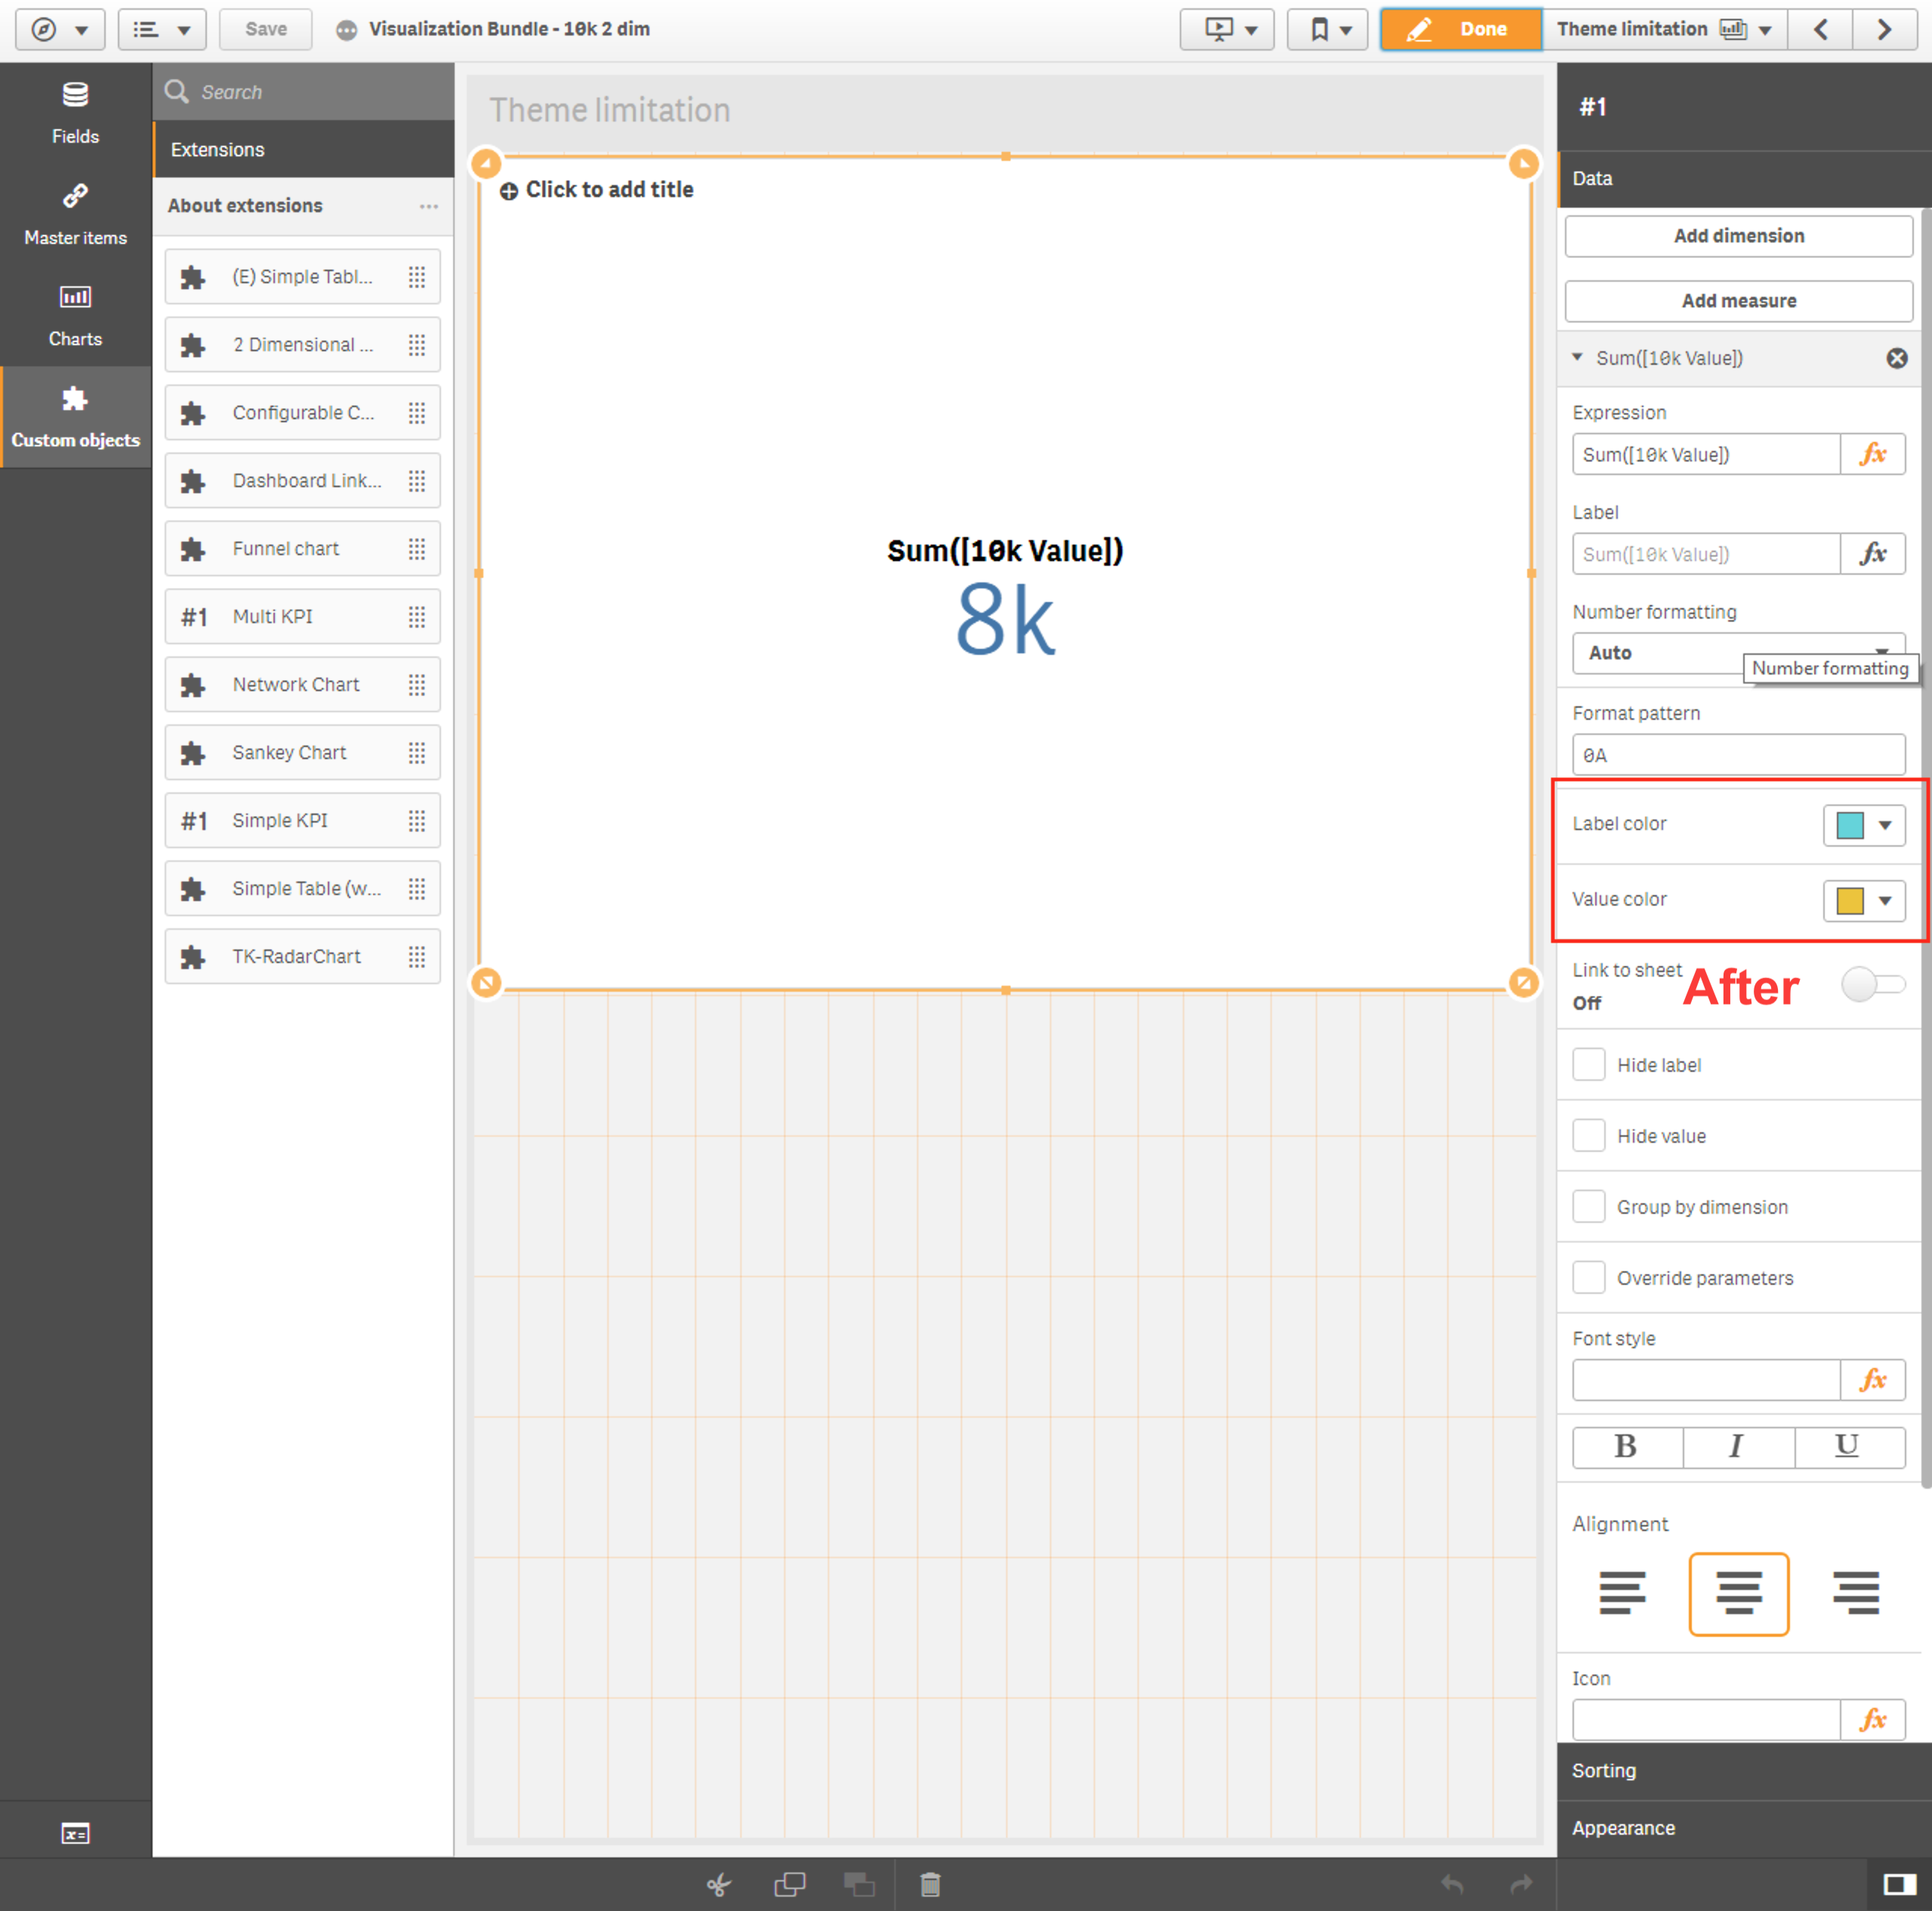 Save
Visualization Bundle - 10k 2 dim
Done
Theme limitation
Fields
Master items
Charts
Custom objects
Search
Extensions
About extensions
(E) Simple Tabl...
2 Dimensional ...
Configurable C...
Dashboard Link...
Funnel chart
#1 Multi KPI
Network Chart
Sankey Chart
#1 Simple KPI
Simple Table (w...
TK-RadarChart
Theme limitation
Click to add title
Sum([10k Value])
8k
#1
Data
Add dimension
Add measure
Sum([10k Value])
Expression
Sum([10k Value]) fx
Label
Sum([10k Value]) fx
Number formatting
Auto
Number formatting
Format pattern
0A
Label color
Value color
Link to sheet
Off
After
Hide label
Hide value
Group by dimension
Override parameters
Font style
fx
B I U
Alignment
Icon
fx
Sorting
Appearance
x=